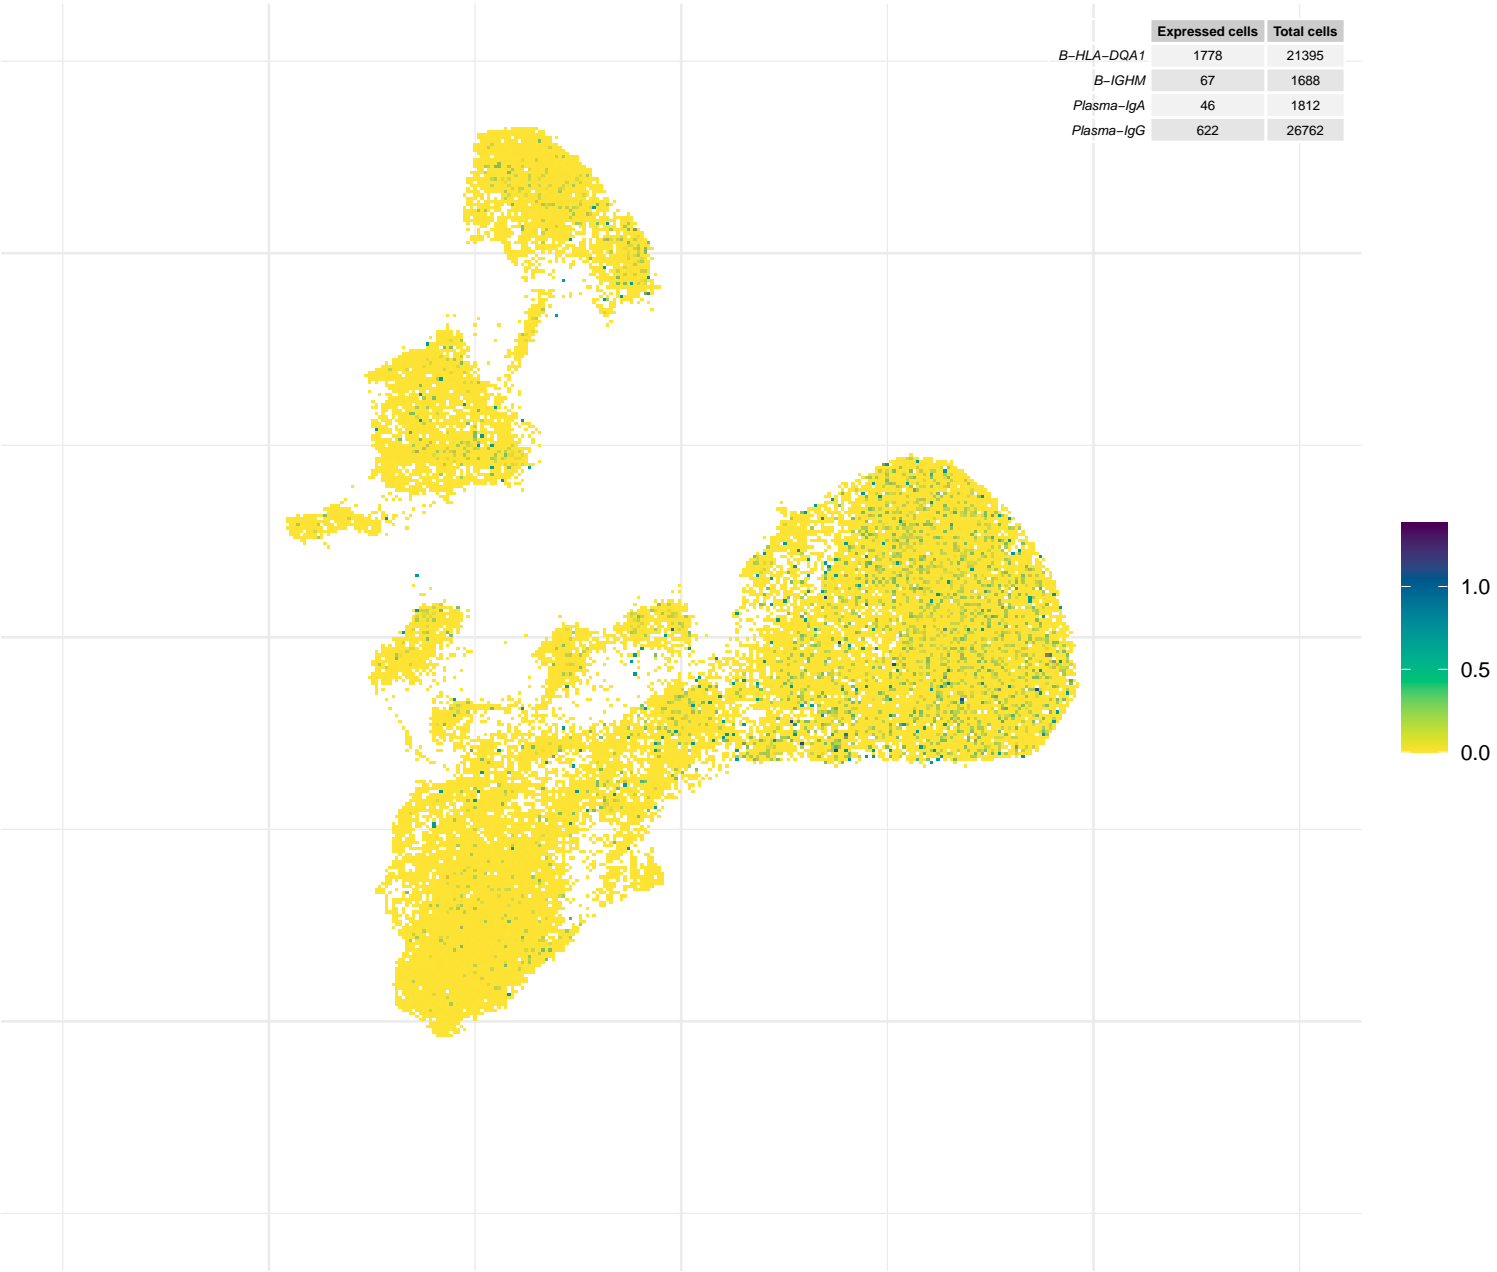 Expressed cells Total cells
B−HLA−DQA1 1778 21395
B−IGHM 67 1688
Plasma−IgA 46 1812
Plasma−IgG 622 26762
1.0
0.5
0.0